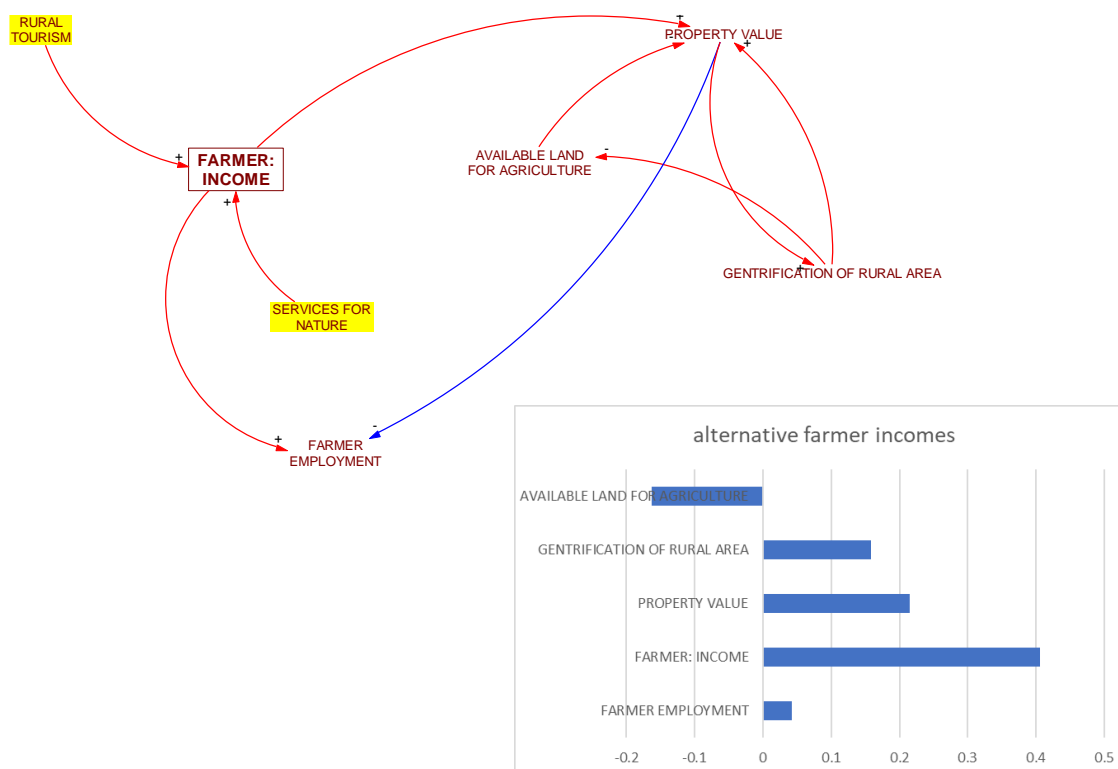 RURAL
TOURISM
+
PROPERTY VALUE
+
+
FARMER:
INCOME
+
-
AVAILABLE LAND
FOR AGRICULTURE
+
GENTRIFICATION OF RURAL AREA
SERVICES FOR
NATURE
-
+
FARMER
EMPLOYMENT
alternative farmer incomes
AVAILABLE LAND FOR AGRICULTURE
GENTRIFICATION OF RURAL AREA
PROPERTY VALUE
FARMER: INCOME
FARMER EMPLOYMENT
-0.2 -0.1 0 0.1 0.2 0.3 0.4 0.5
+